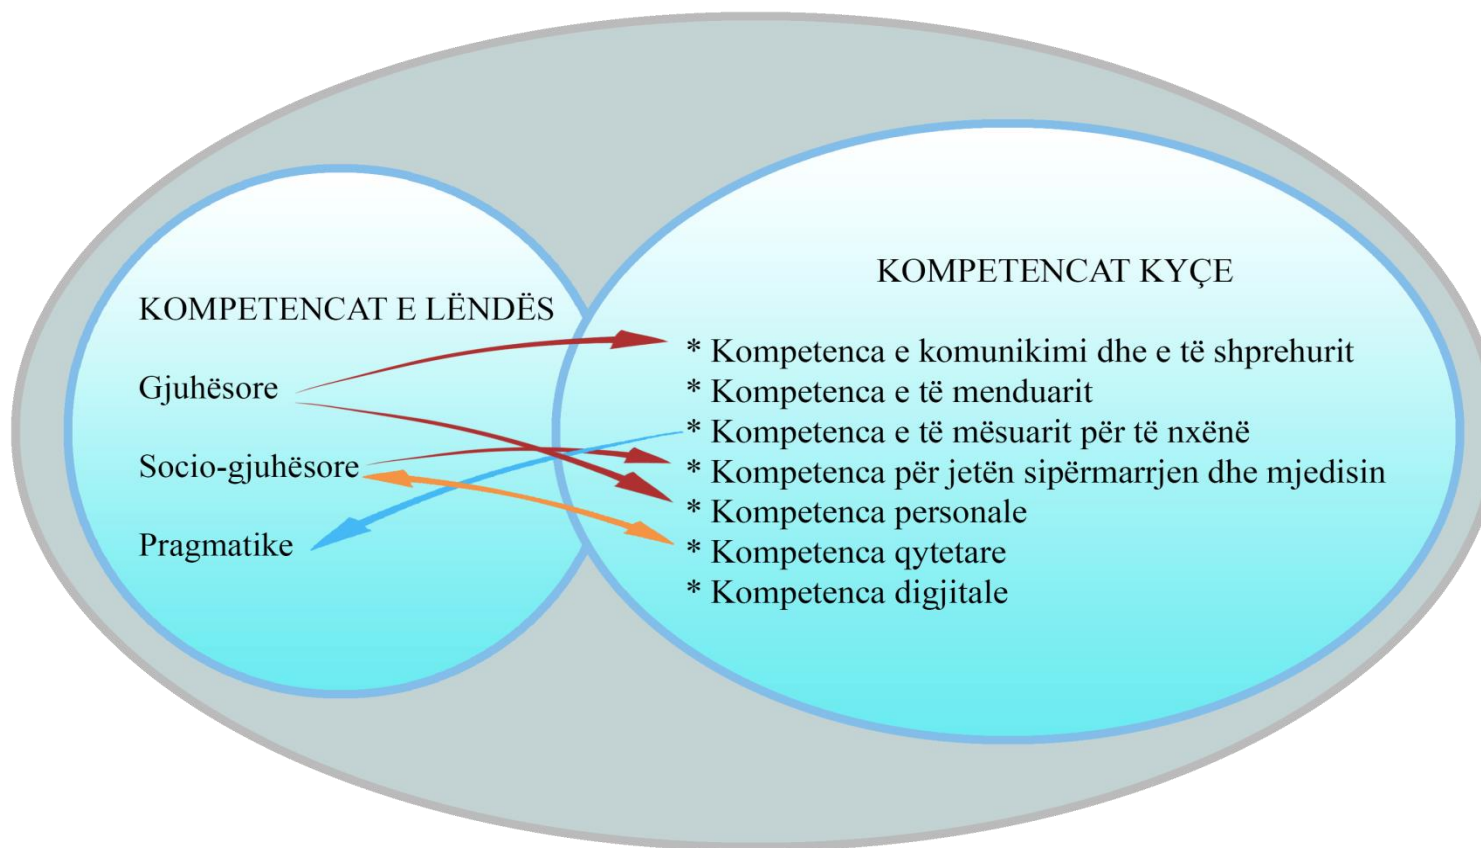 KOMPETENCAT E LËNDËS
Gjuhësore
Socio-gjuhësore
Pragmatike
KOMPETENCAT KYÇE
* Kompetenca e komunikimi dhe e të shprehurit
* Kompetenca e të menduarit
* Kompetenca e të mësuarit për të nxënë
* Kompetenca për jetën sipërmarrjen dhe mjedisin
* Kompetenca personale
* Kompetenca qytetare
* Kompetenca digjitale